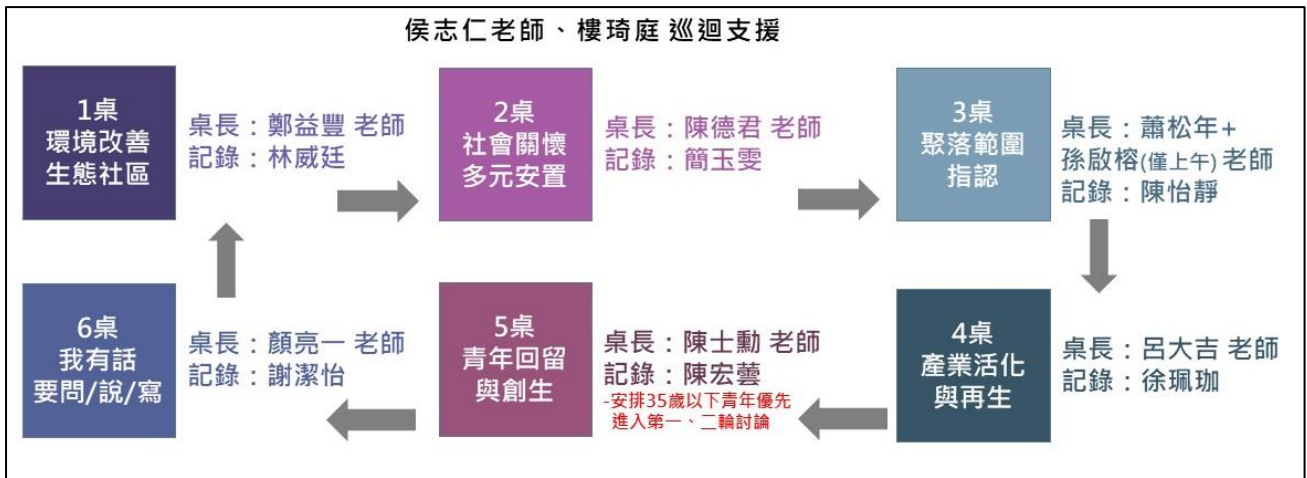 侯志仁老師、樓琦庭 巡迴支援
1桌
環境改善
生態社區
桌長：鄭益豐 老師
記錄：林威廷
2桌
社會關懷
多元安置
桌長：陳德君 老師
記錄：簡玉雯
3桌
聚落範圍
指認
桌長：蕭松年+
孫啟榕(僅上午) 老師
記錄：陳怡靜
4桌
產業活化
與再生
桌長：呂大吉 老師
記錄：徐珮珈
5桌
青年回留
與創生
桌長：陳士勳 老師
記錄：陳宏藝
-安排35歲以下青年優先
進入第一、二輪討論
6桌
我有話
要問/說/寫
桌長：顏亮一 老師
記錄：謝潔怡